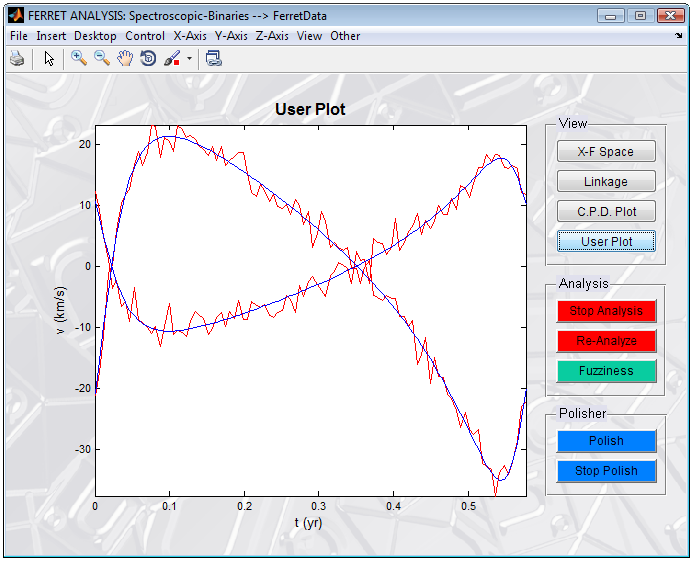 FERRET ANALYSIS: Spectroscopic-Binaries --> FerretData
File Insert Desktop Control X-Axis Y-Axis Z-Axis View Other
User Plot
20
10
0
-10
-20
-30
v (km/s)
0 0.1 0.2 0.3 0.4 0.5
t (yr)
View
X-F Space
Linkage
C.P.D. Plot
User Plot
Analysis
Stop Analysis
Re-Analyze
Fuzziness
Polisher
Polish
Stop Polish